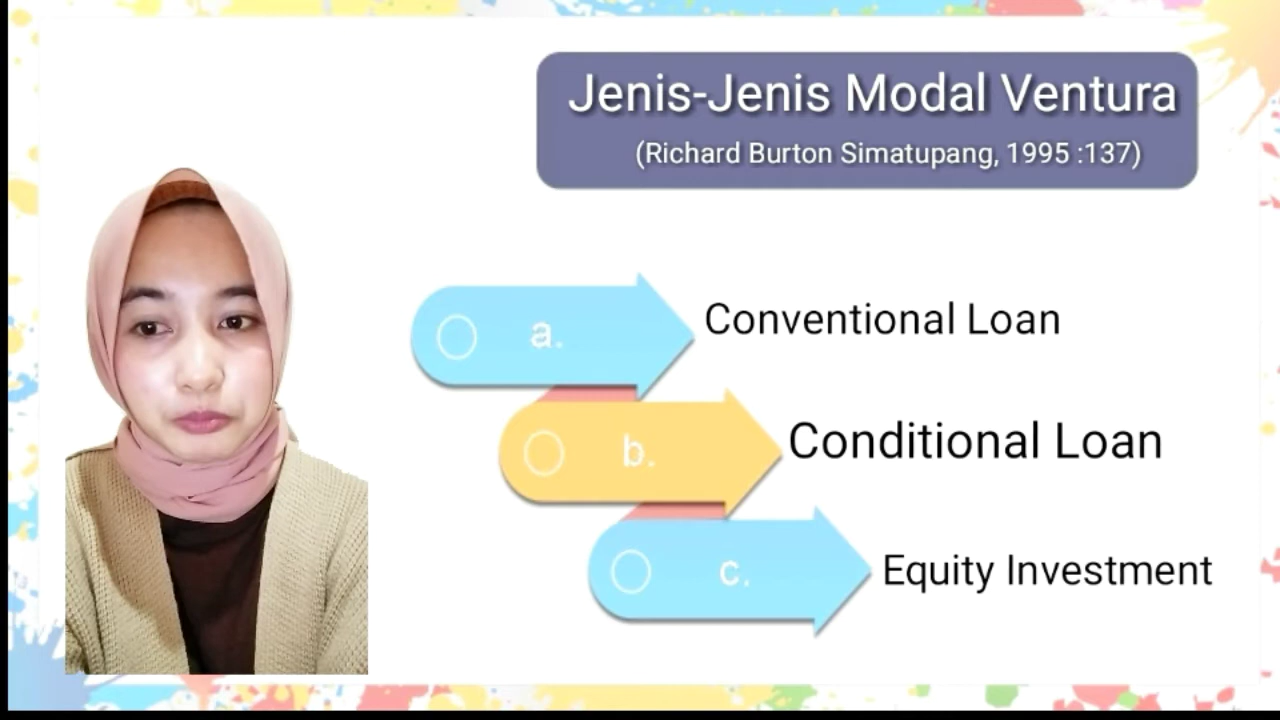 Jenis-Jenis Modal Ventura
(Richard Burton Simatupang, 1995 :137)
a.
Conventional Loan
b.
Conditional Loan
c.
Equity Investment